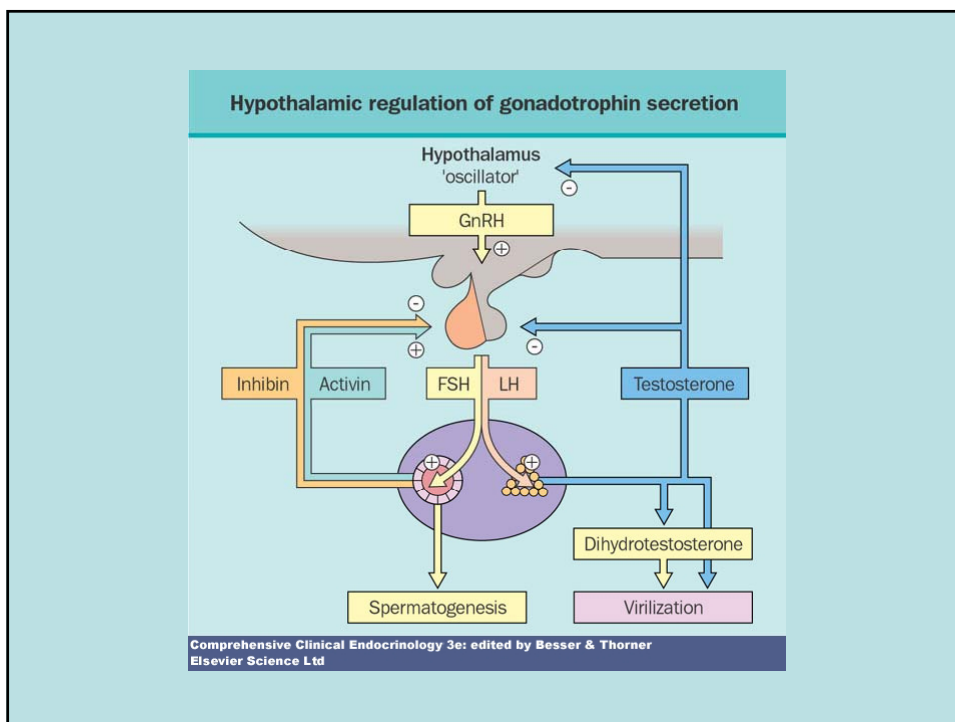 Hypothalamic regulation of gonadotrophin secretion
Hypothalamus
'oscillator'
-
GnRH
+
-
+
-
Inhibin
Activin
FSH
LH
Testosterone
+
+
Dihydrotestosterone
Spermatogenesis
Virilization
Comprehensive Clinical Endocrinology 3e: edited by Besser & Thorner
Elsevier Science Ltd